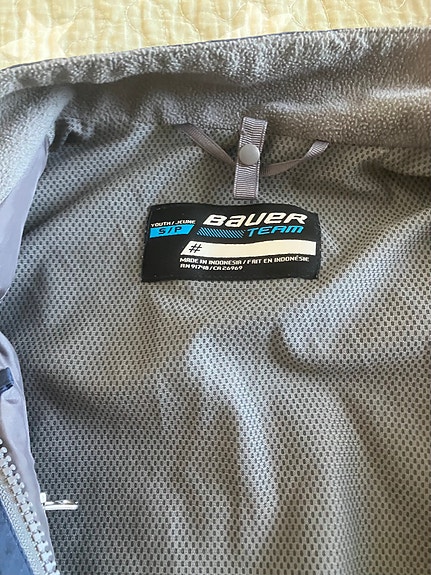 YOUTH / JEUNE
S / P
BAUER
TEAM
#
MADE IN INDONESIA / FAIT EN INDONÉSIE
RN 91748 / CA 26969